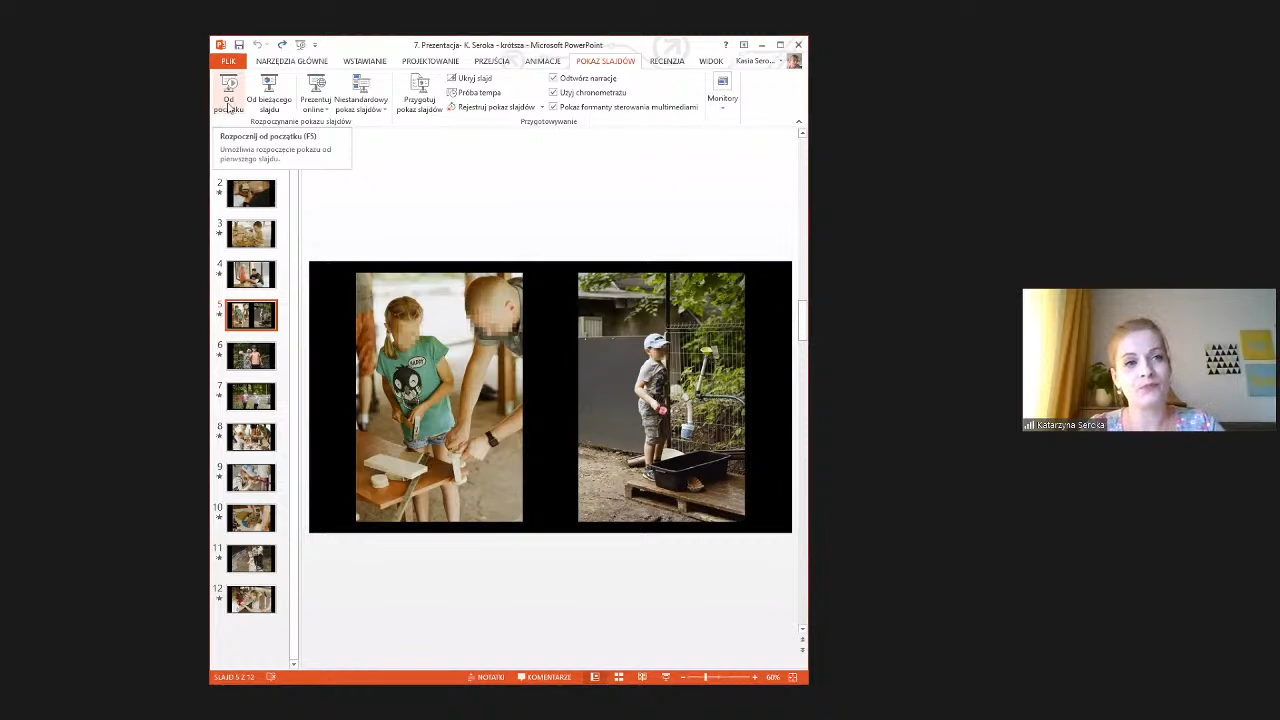 7. Prezentacja- K. Seroka - krótsza - Microsoft PowerPoint
PLIK NARZĘDZIA GŁÓWNE WSTAWIANIE PROJEKTOWANIE PRZEJŚCIA ANIMACJE POKAZ SLAJDÓW RECENZJA WIDOK Kasia Sero...
Od początku
Od bieżącego slajdu
Prezentuj online
Niestandardowy pokaz slajdów
Rozpoczynanie pokazu slajdów
Przygotuj pokaz slajdów
Ukryj slajd
Próba tempa
Rejestruj pokaz slajdów
Odtwórz narrację
Użyj chronometrażu
Pokaż formanty sterowania multimediami
Przygotowywanie
Monitory
Rozpocznij od początku (F5)
Umożliwia rozpoczęcie pokazu od
pierwszego slajdu.
2
3
4
5
6
7
8
9
10
11
12
HAPPY
Katarzyna Seroka
SLAJD 5 Z 12 NOTATKI KOMENTARZE 60%